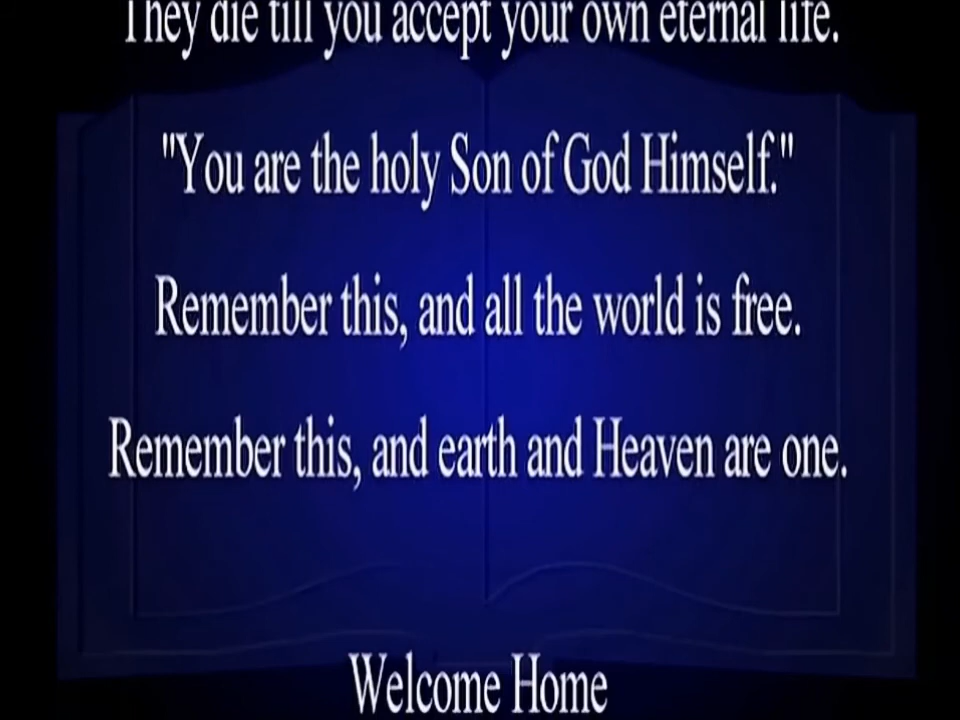 They die till you accept your own eternal life.
"You are the holy Son of God Himself."
Remember this, and all the world is free.
Remember this, and earth and Heaven are one.
Welcome Home